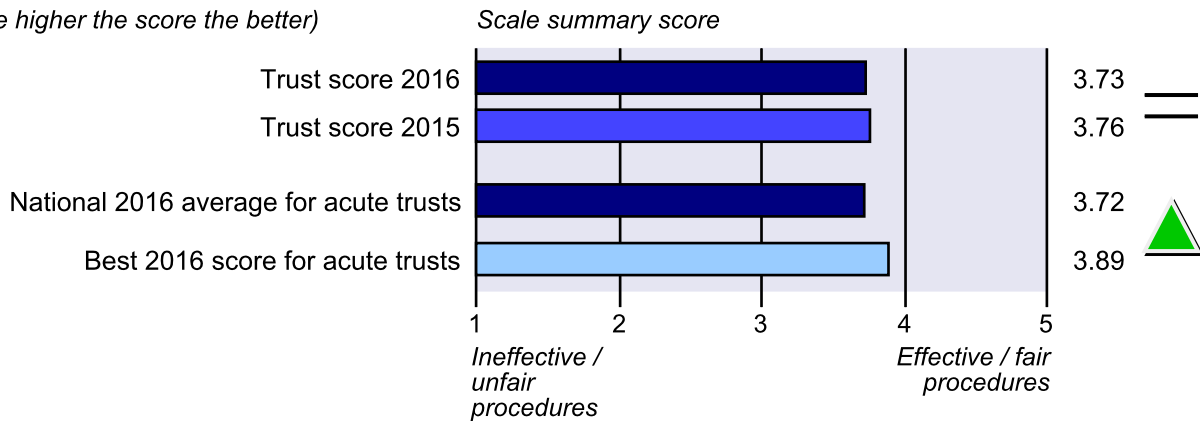 e higher the score the better)
Scale summary score
Trust score 2016 3.73
Trust score 2015 3.76
National 2016 average for acute trusts 3.72
Best 2016 score for acute trusts 3.89
1 2 3 4 5
Ineffective / unfair procedures
Effective / fair procedures